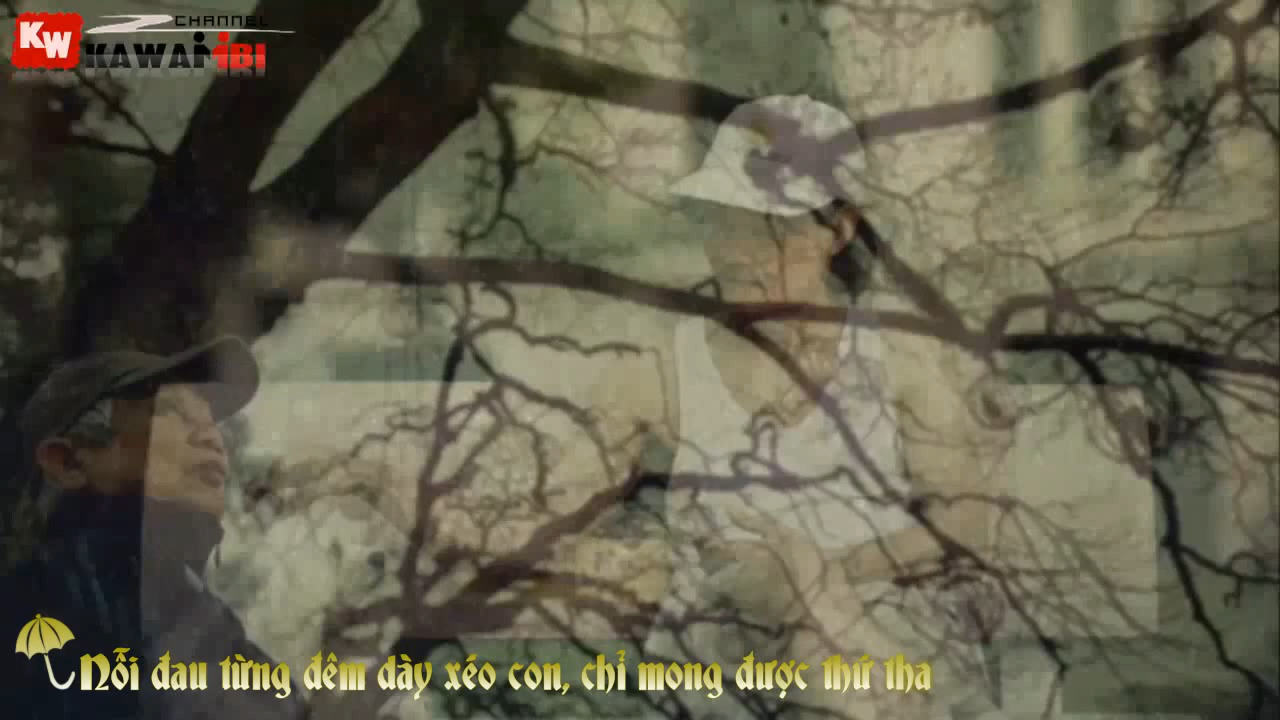 KW
CHANNEL
KAWAIIBI
Nỗi đau từng đêm dày xéo con, chỉ mong được thứ tha